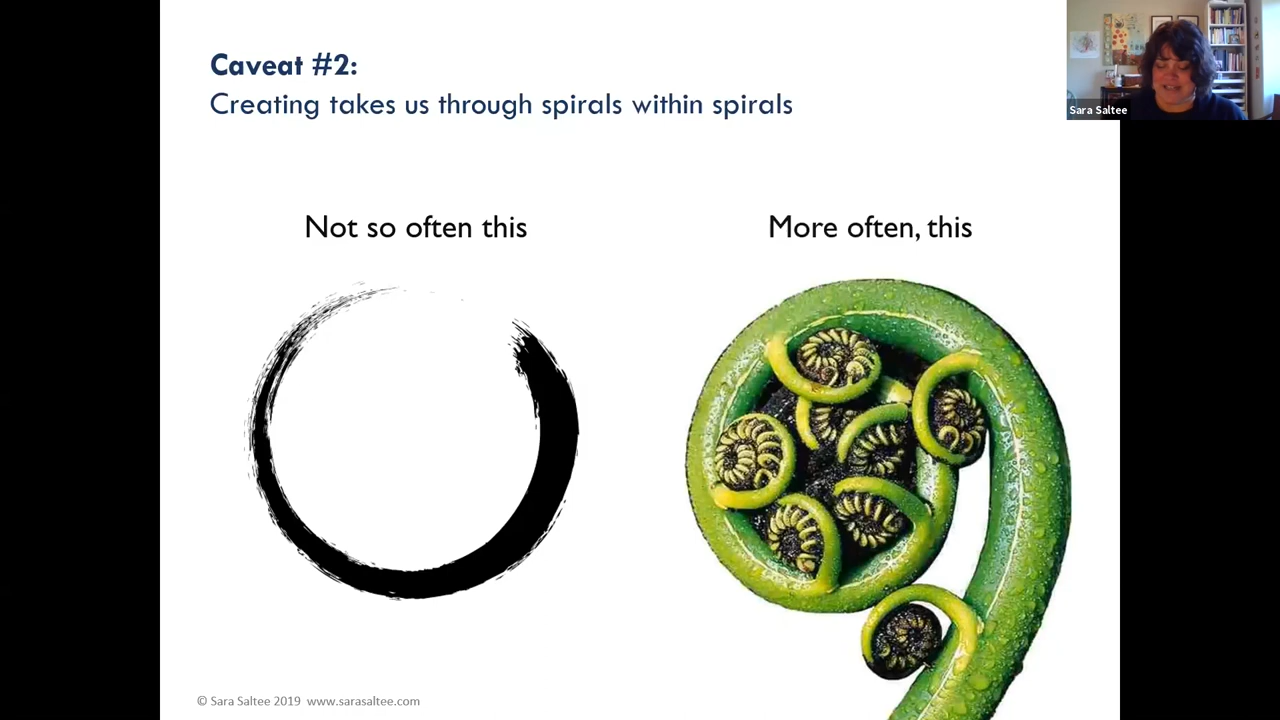 Caveat #2:
Creating takes us through spirals within spirals
Sara Saltee
Not so often this
More often, this
© Sara Saltee 2019 www.sarasaltee.com